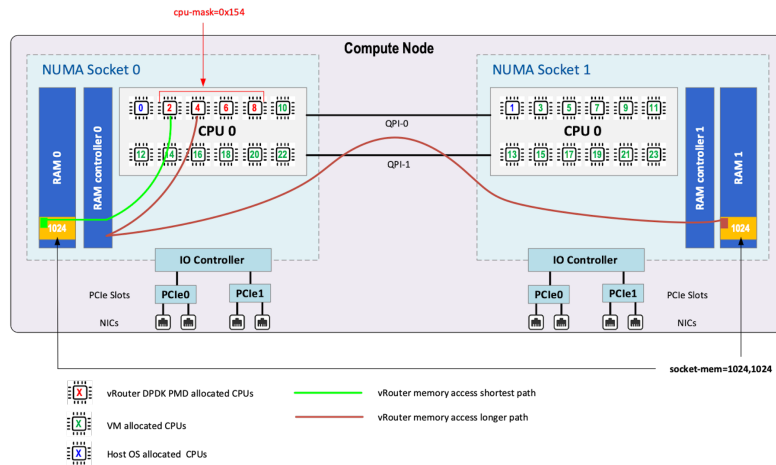 cpu-mask=0x154
Compute Node
NUMA Socket 0
NUMA Socket 1
RAM 0
RAM controller 0
0 2 4 6 8 10
CPU 0
12 14 16 18 20 22
QPI-0
QPI-1
1 3 5 7 9 11
CPU 0
13 15 17 19 21 23
RAM controller 1
RAM 1
1024
1024
IO Controller
IO Controller
PCIe Slots
PCIe0
PCIe1
PCIe0
PCIe1
PCIe Slots
NICs
NICs
socket-mem=1024,1024
X vRouter DPDK PMD allocated CPUs
vRouter memory access shortest path
X VM allocated CPUs
vRouter memory access longer path
X Host OS allocated CPUs